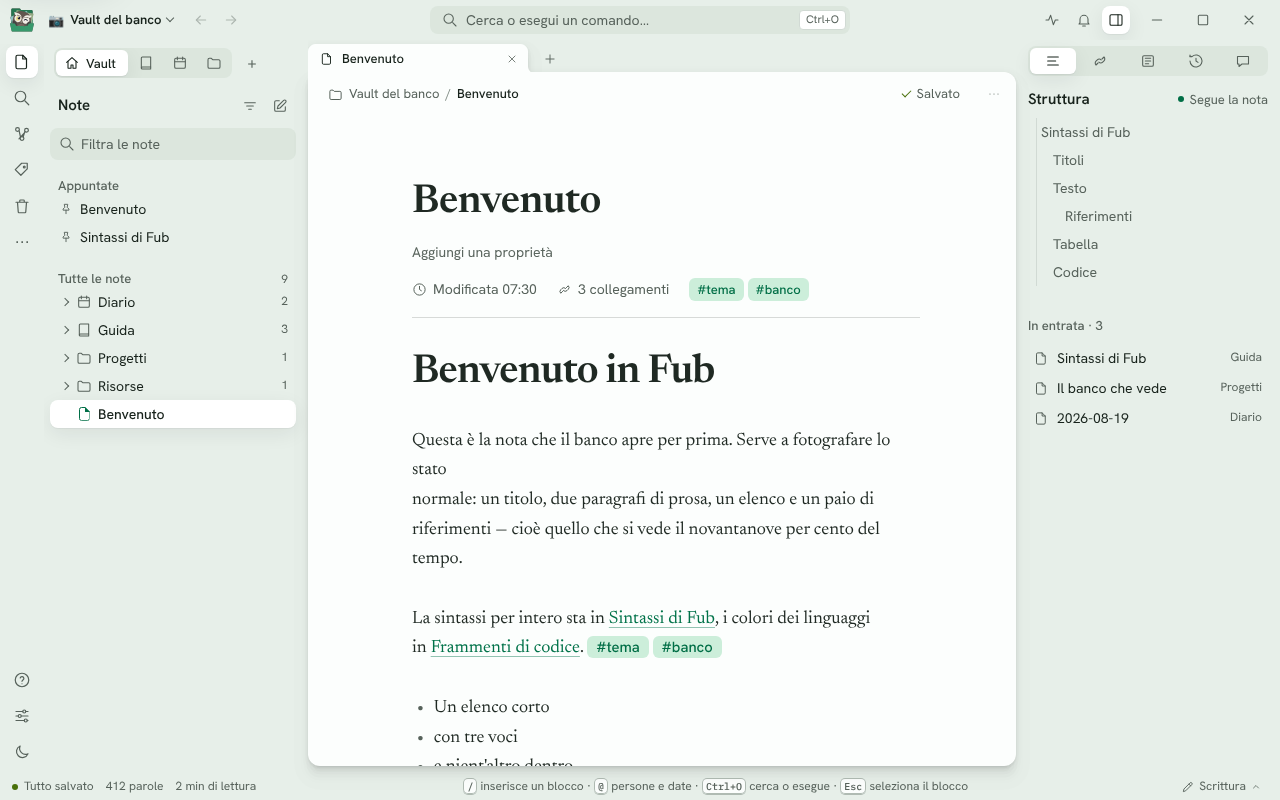 Vault del banco
Cerca o esegui un comando…
Ctrl+O
Vault
Benvenuto
Note
Filtra le note
Appuntate
Benvenuto
Sintassi di Fub
Tutte le note 9
Diario 2
Guida 3
Progetti 1
Risorse 1
Benvenuto
Vault del banco / Benvenuto
Salvato
Benvenuto
Aggiungi una proprietà
Modificata 07:30 3 collegamenti #tema #banco
Benvenuto in Fub
Questa è la nota che il banco apre per prima. Serve a fotografare lo
stato
normale: un titolo, due paragrafi di prosa, un elenco e un paio di
riferimenti — cioè quello che si vede il novantanove per cento del
tempo.
La sintassi per intero sta in Sintassi di Fub, i colori dei linguaggi
in Frammenti di codice. #tema #banco
• Un elenco corto
• con tre voci
• e nient'altro dentro
Struttura
Segue la nota
Sintassi di Fub
Titoli
Testo
Riferimenti
Tabella
Codice
In entrata · 3
Sintassi di Fub Guida
Il banco che vede Progetti
2026-08-19 Diario
Tutto salvato 412 parole 2 min di lettura
/ inserisce un blocco · @ persone e date · Ctrl+O cerca o esegue · Esc seleziona il blocco
Scrittura